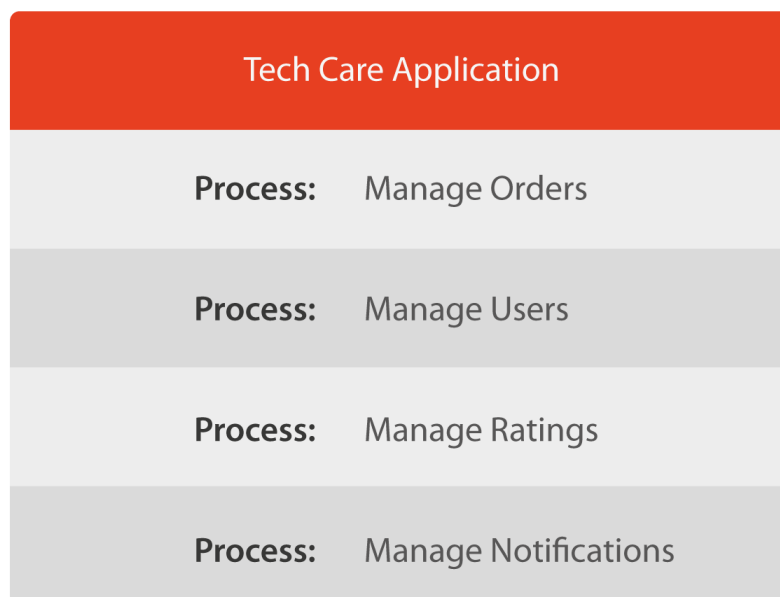 Tech Care Application
Process: Manage Orders
Process: Manage Users
Process: Manage Ratings
Process: Manage Notifications